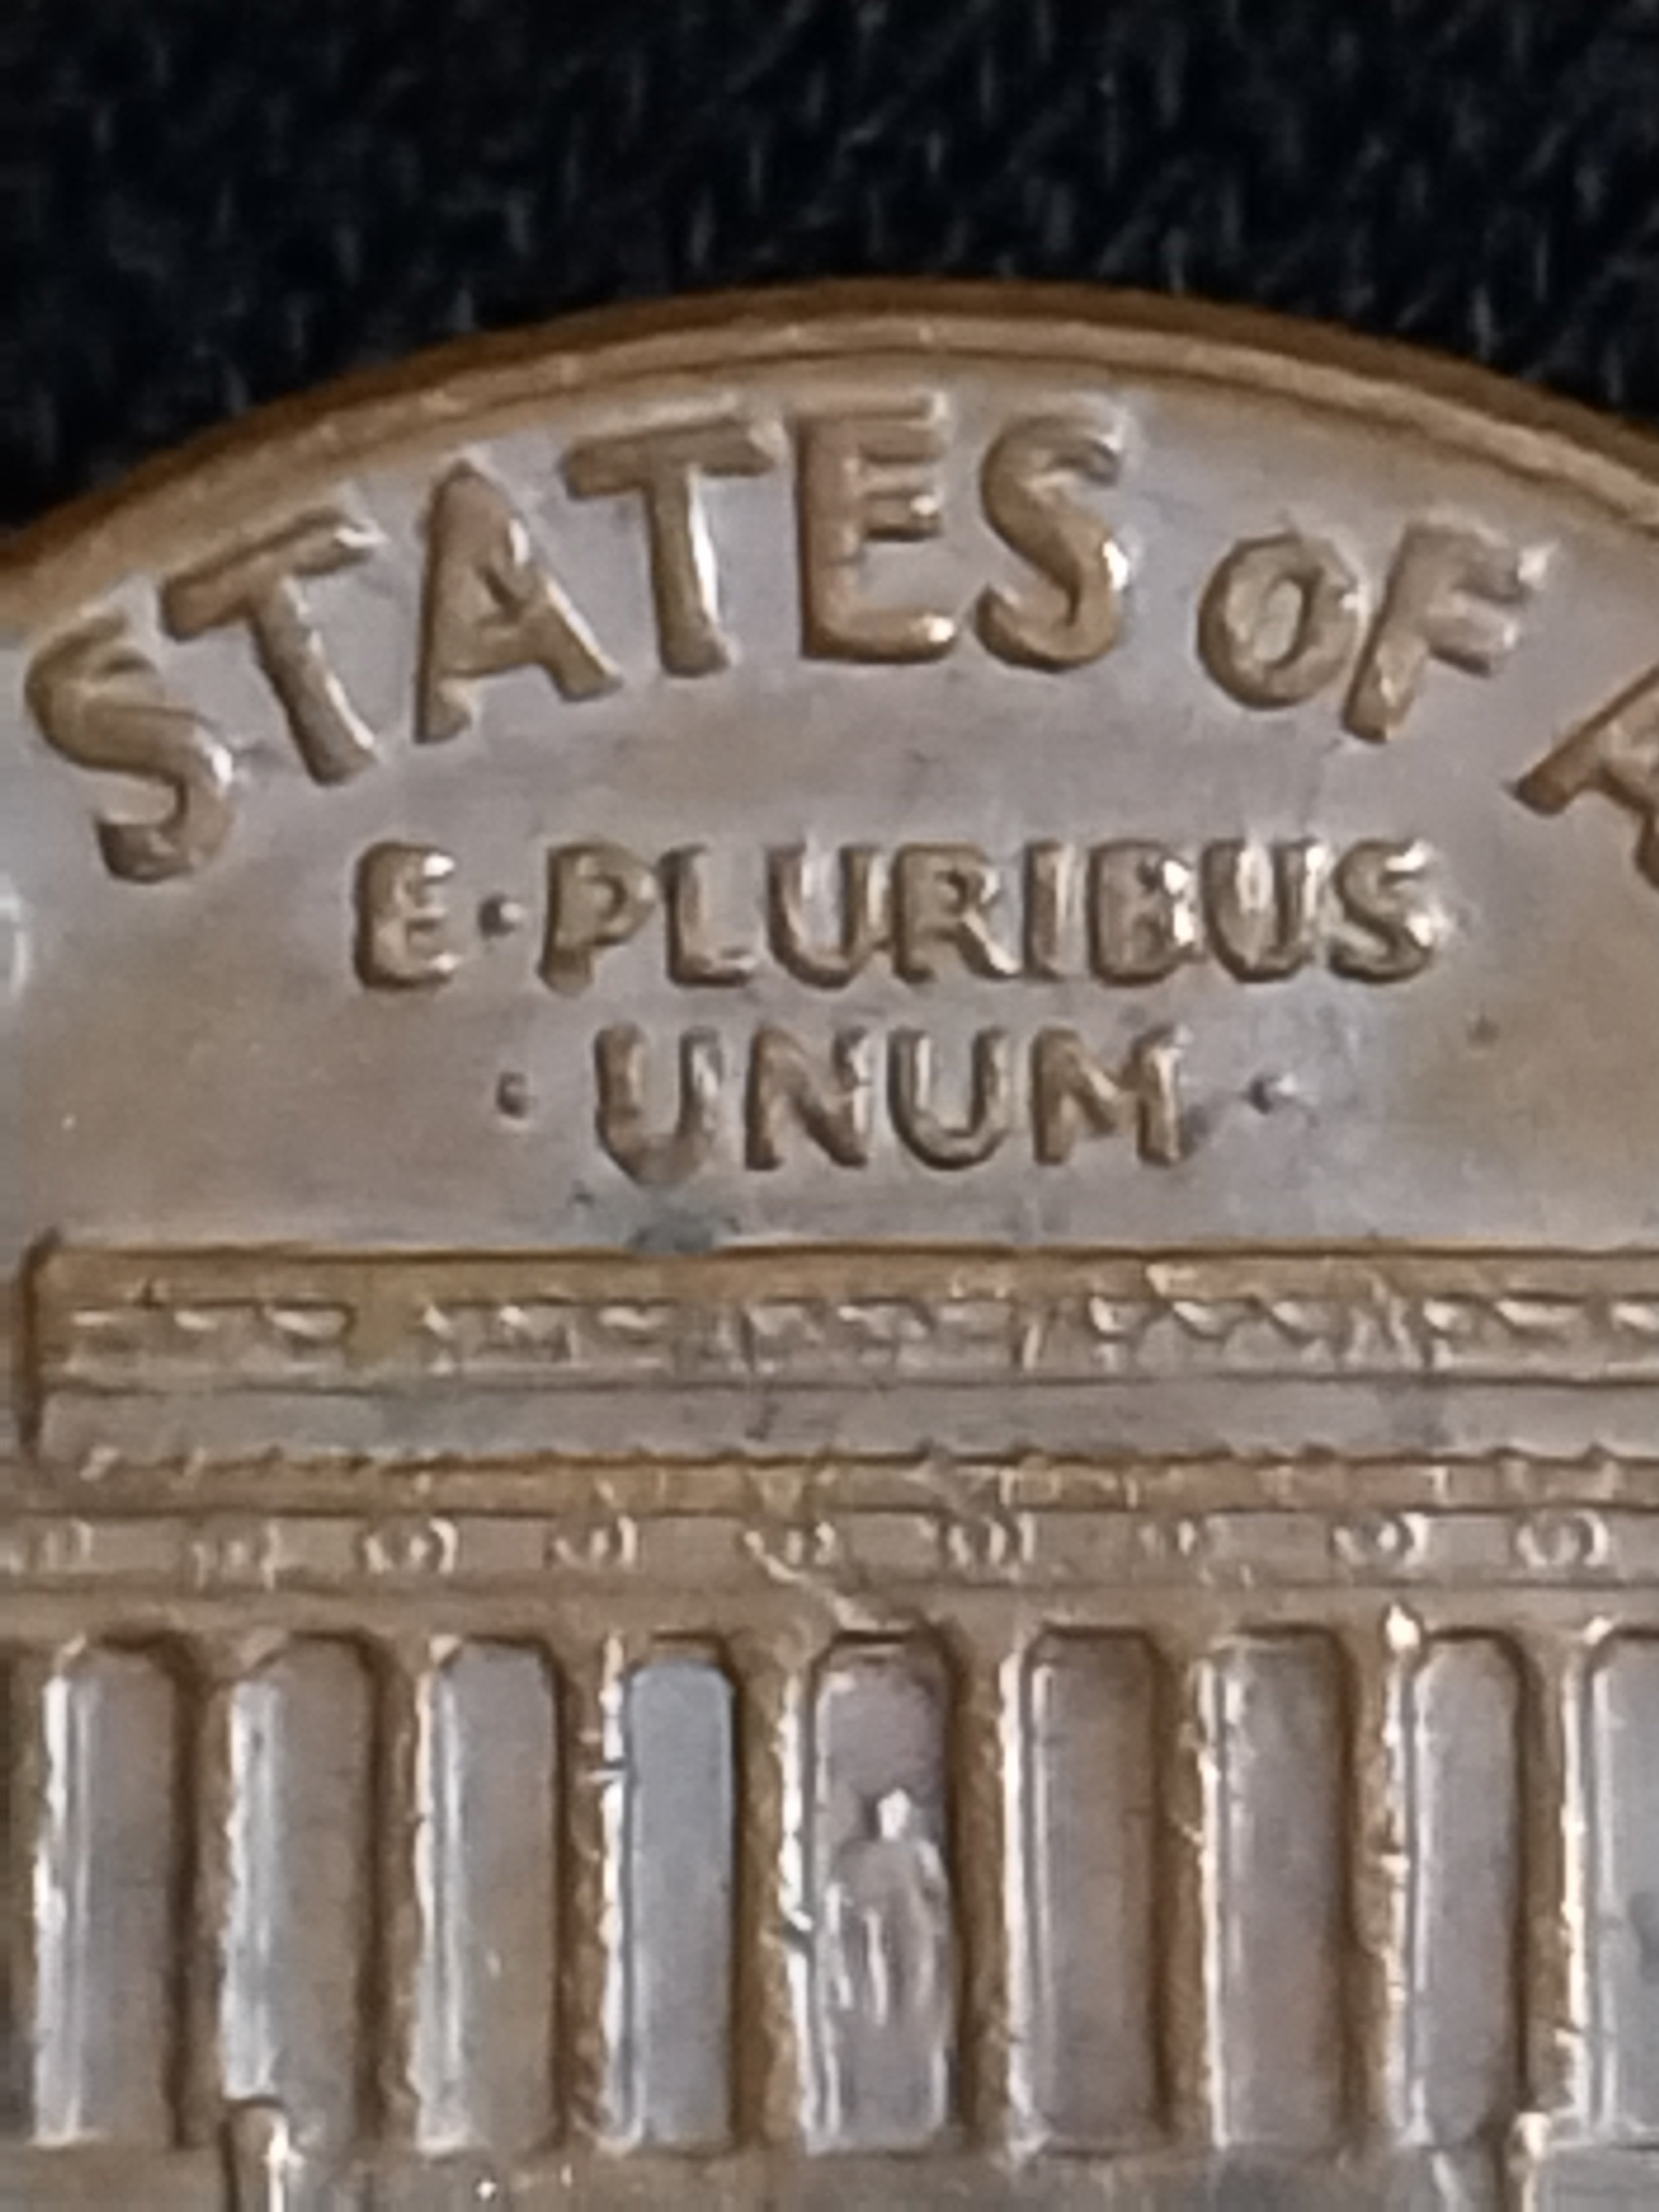 STATES OF A
E·PLURIBUS
·UNUM·